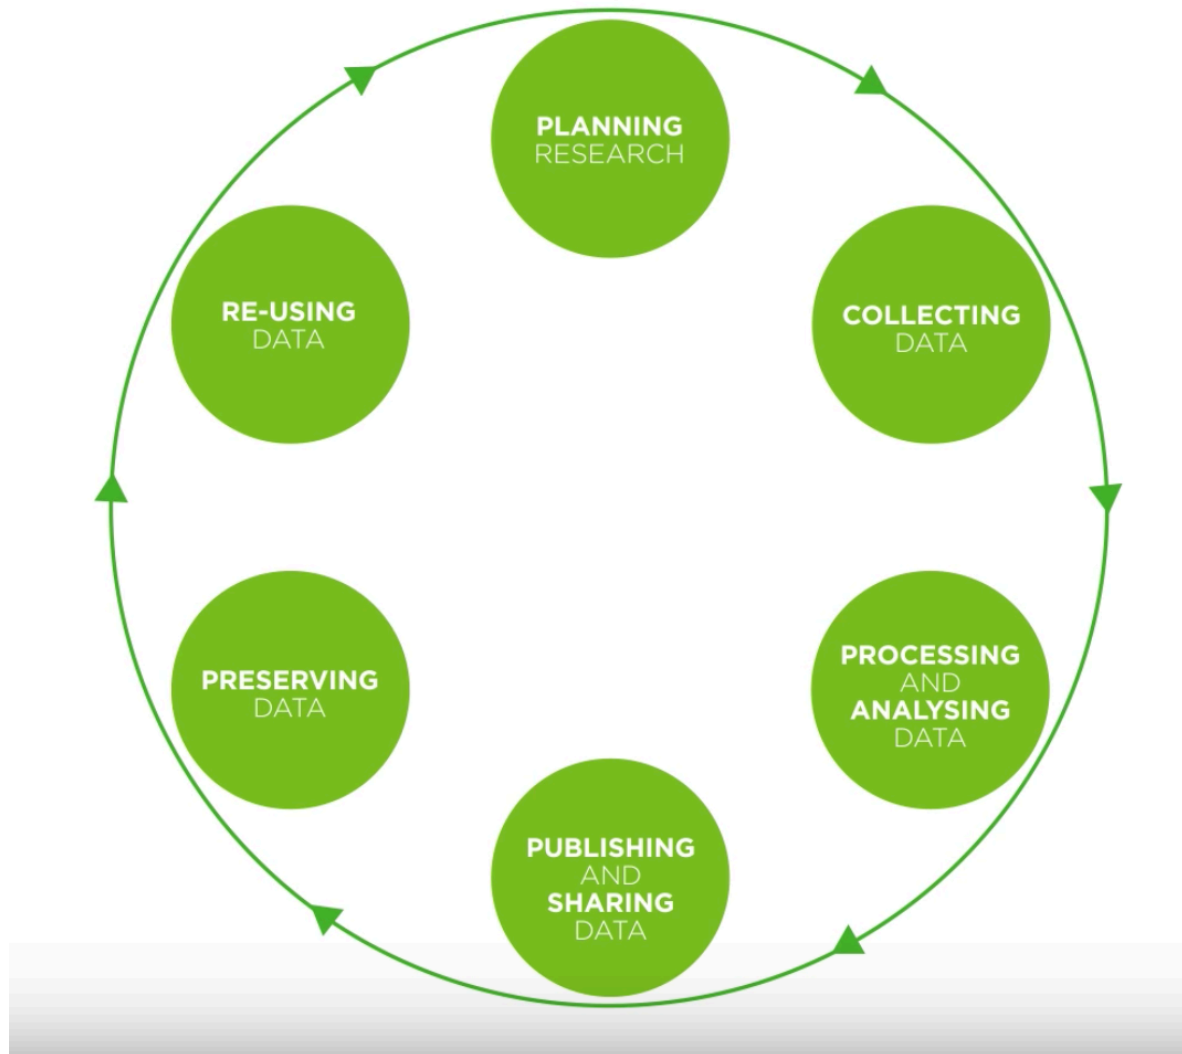 PLANNING
RESEARCH
COLLECTING
DATA
PROCESSING
AND
ANALYSING
DATA
PUBLISHING
AND
SHARING
DATA
PRESERVING
DATA
RE-USING
DATA